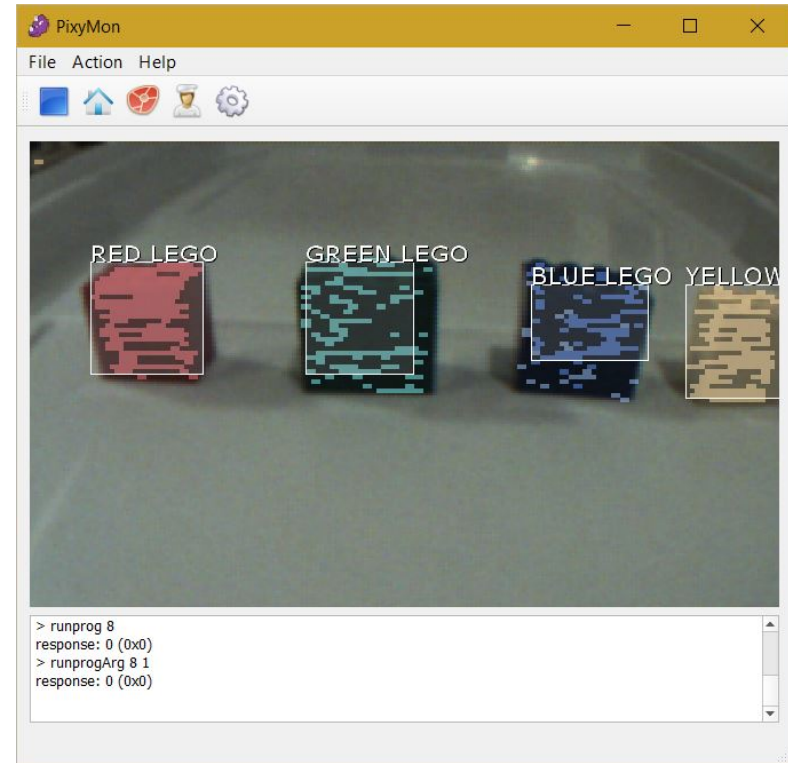 PixyMon
File Action Help
RED LEGO GREEN LEGO
BLUE LEGO YELLOW
> runprog 8
response: 0 (0x0)
> runprogArg 8 1
response: 0 (0x0)